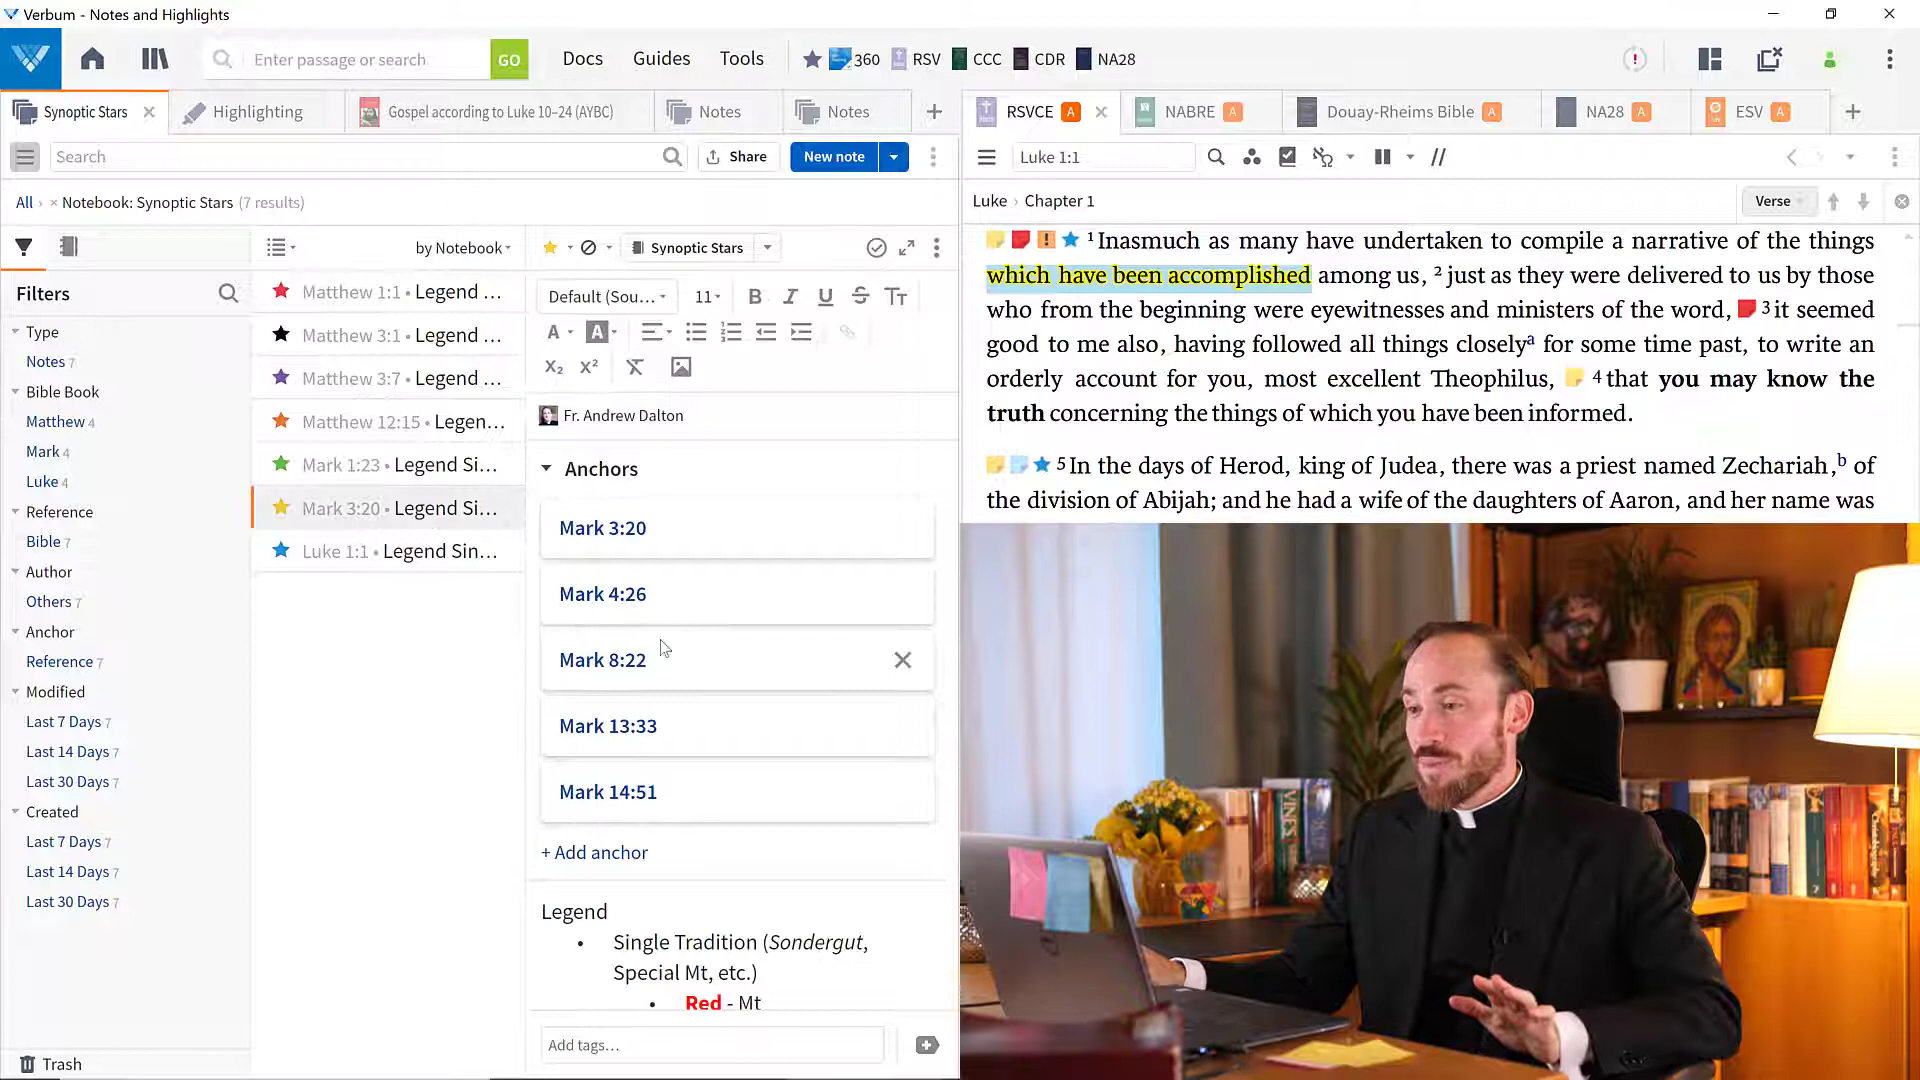 Verbum - Notes and Highlights
Enter passage or search
GO
Docs
Guides
Tools
360
RSV
CCC
CDR
NA28
Synoptic Stars
Highlighting
Gospel according to Luke 10–24 (AYBC)
Notes
Notes
Search
Share
New note
All › × Notebook: Synoptic Stars (7 results)
by Notebook
Synoptic Stars
Filters
Type
Notes 7
Bible Book
Matthew 4
Mark 4
Luke 4
Reference
Bible 7
Author
Others 7
Anchor
Reference 7
Modified
Last 7 Days 7
Last 14 Days 7
Last 30 Days 7
Created
Last 7 Days 7
Last 14 Days 7
Last 30 Days 7
Trash
Matthew 1:1 • Legend ...
Matthew 3:1 • Legend ...
Matthew 3:7 • Legend ...
Matthew 12:15 • Legen...
Mark 1:23 • Legend Si...
Mark 3:20 • Legend Si...
Luke 1:1 • Legend Sin...
Default (Sou...
11
B I U S Tт
A A
X₂ X²
Fr. Andrew Dalton
Anchors
Mark 3:20
Mark 4:26
Mark 8:22
Mark 13:33
Mark 14:51
+ Add anchor
Legend
• Single Tradition (Sondergut,
Special Mt, etc.)
• Red - Mt
Add tags...
RSVCE A
NABRE A
Douay-Rheims Bible A
NA28 A
ESV A
Luke 1:1
Luke › Chapter 1
Verse
1 Inasmuch as many have undertaken to compile a narrative of the things
which have been accomplished among us, 2 just as they were delivered to us by those
who from the beginning were eyewitnesses and ministers of the word, 3 it seemed
good to me also, having followed all things closelyᵃ for some time past, to write an
orderly account for you, most excellent Theophilus, 4 that you may know the
truth concerning the things of which you have been informed.
5 In the days of Herod, king of Judea, there was a priest named Zechariah,ᵇ of
the division of Abijah; and he had a wife of the daughters of Aaron, and her name was
VINES